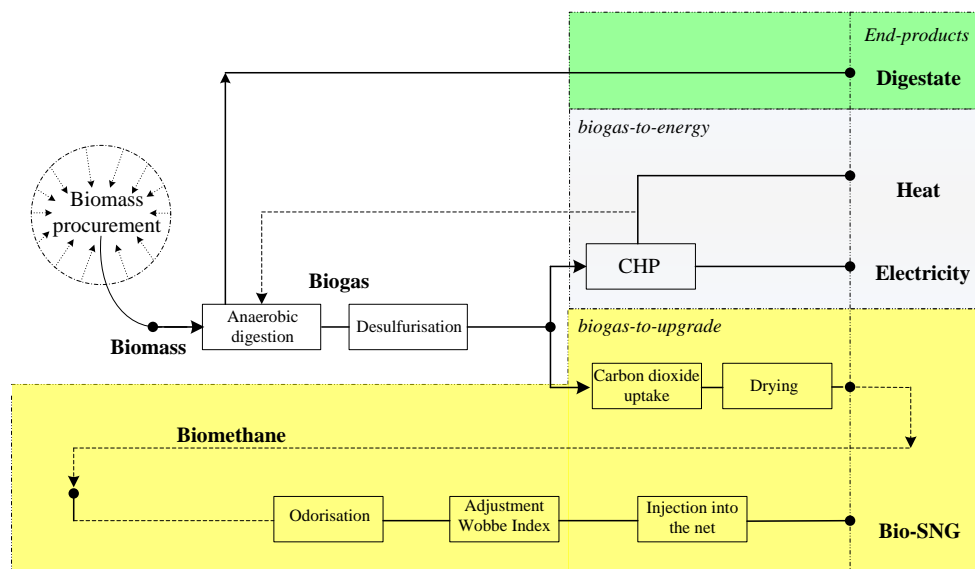 End-products
Digestate
biogas-to-energy
Biomass
procurement
Heat
CHP
Electricity
Biogas
Anaerobic
digestion
Desulfurisation
Biomass
biogas-to-upgrade
Carbon dioxide
uptake
Drying
Biomethane
Odorisation
Adjustment
Wobbe Index
Injection into
the net
Bio-SNG